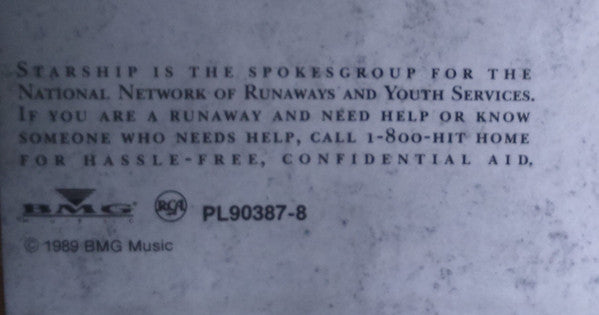 STARSHIP IS THE SPOKESGROUP FOR THE
NATIONAL NETWORK OF RUNAWAYS AND YOUTH SERVICES.
IF YOU ARE A RUNAWAY AND NEED HELP OR KNOW
SOMEONE WHO NEEDS HELP, CALL 1-800-HIT HOME
FOR HASSLE-FREE, CONFIDENTIAL AID.
BMG RCA PL90387-8
MUSIC
© 1989 BMG Music